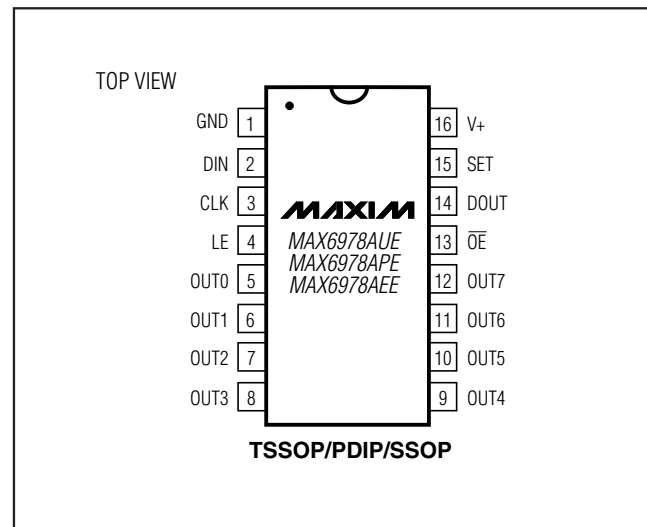 TOP VIEW
GND 1 16 V+
DIN 2 15 SET
CLK 3 14 DOUT
MAXIM
LE 4 13 O̅E̅
MAX6978AUE
MAX6978APE
MAX6978AEE
OUT0 5 12 OUT7
OUT1 6 11 OUT6
OUT2 7 10 OUT5
OUT3 8 9 OUT4
TSSOP/PDIP/SSOP